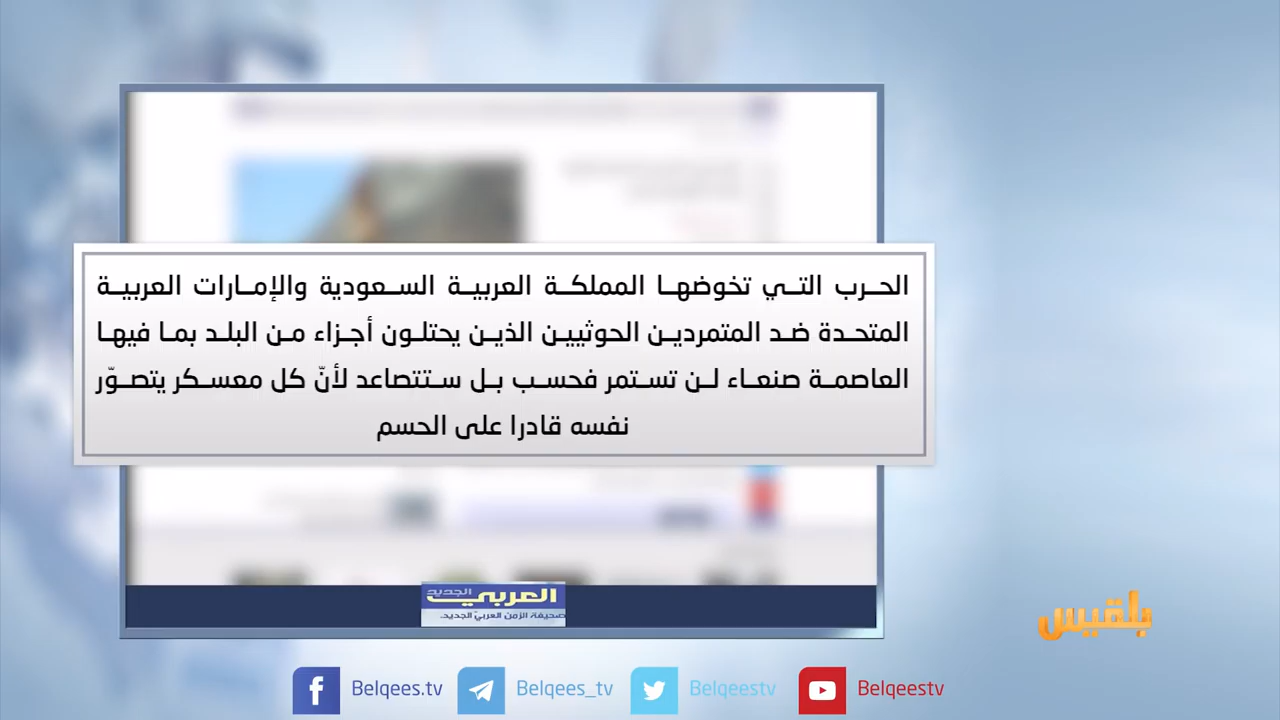 الحرب التي تخوضها المملكة العربية السعودية والإمارات العربية
المتحدة ضد المتمردين الحوثيين الذين يحتلون أجزاء من البلد بما فيها
العاصمة صنعاء لن تستمر فحسب بل ستتصاعد لأنّ كل معسكر يتصوّر
نفسه قادرا على الحسم
العربي الجديد
صحيفة الزمن العربيّ الجديد.
بلقيس
Belqees.tv Belqees_tv Belqeestv Belqeestv